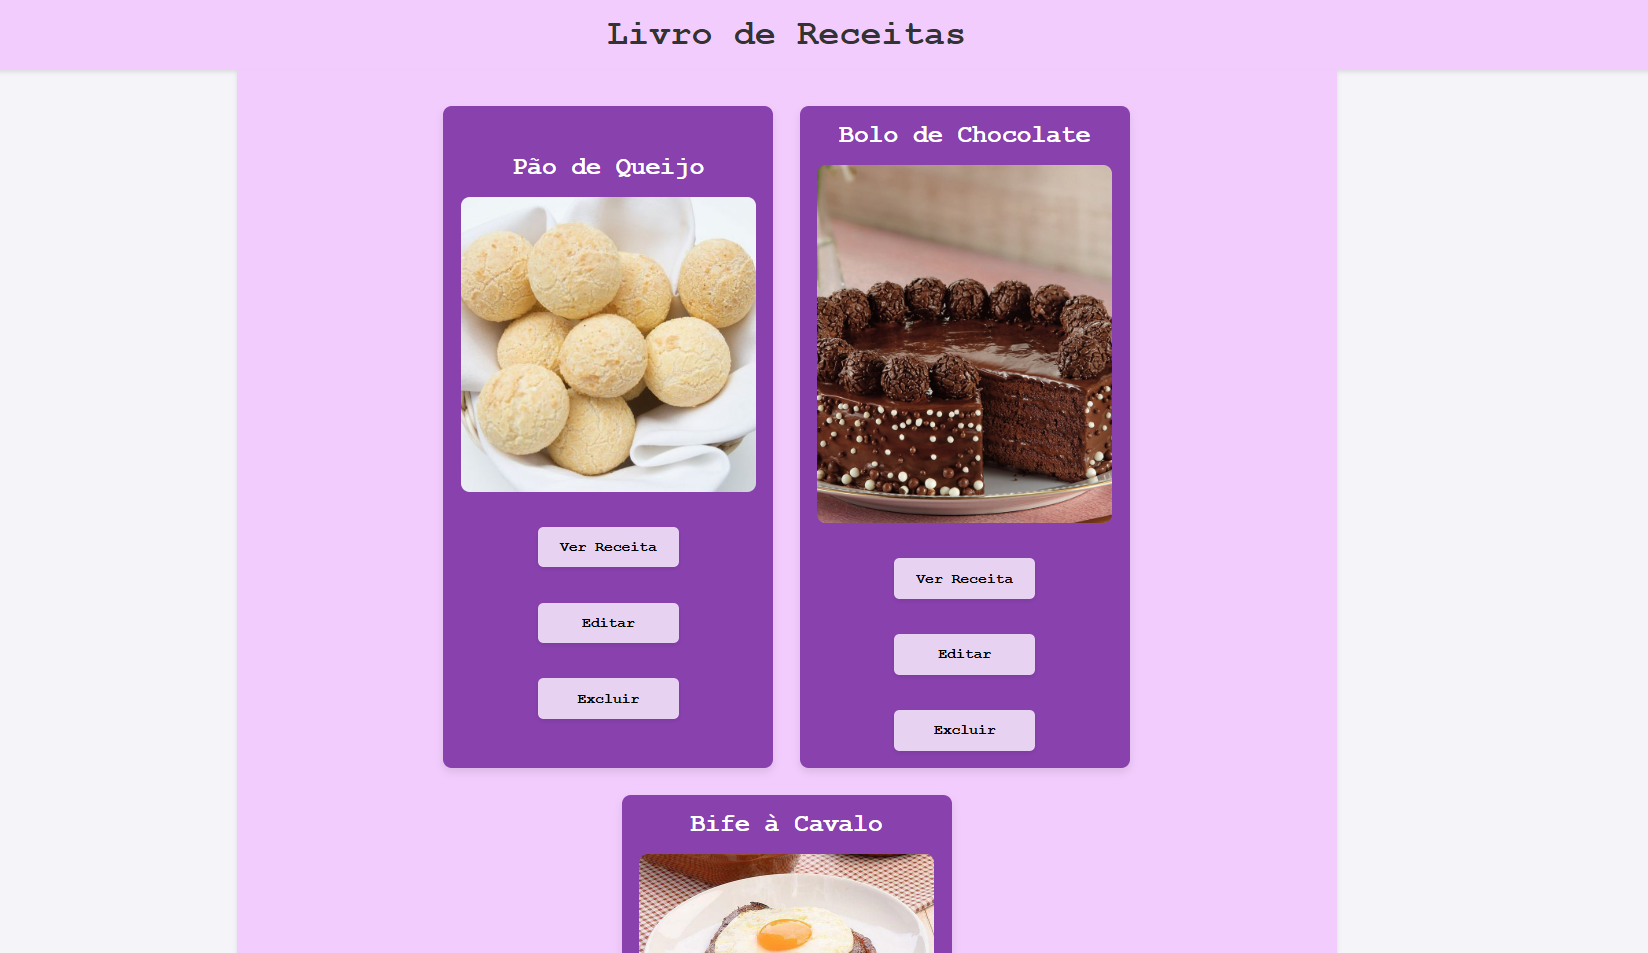 Livro de Receitas
Pão de Queijo
Ver Receita
Editar
Excluir
Bolo de Chocolate
Ver Receita
Editar
Excluir
Bife à Cavalo